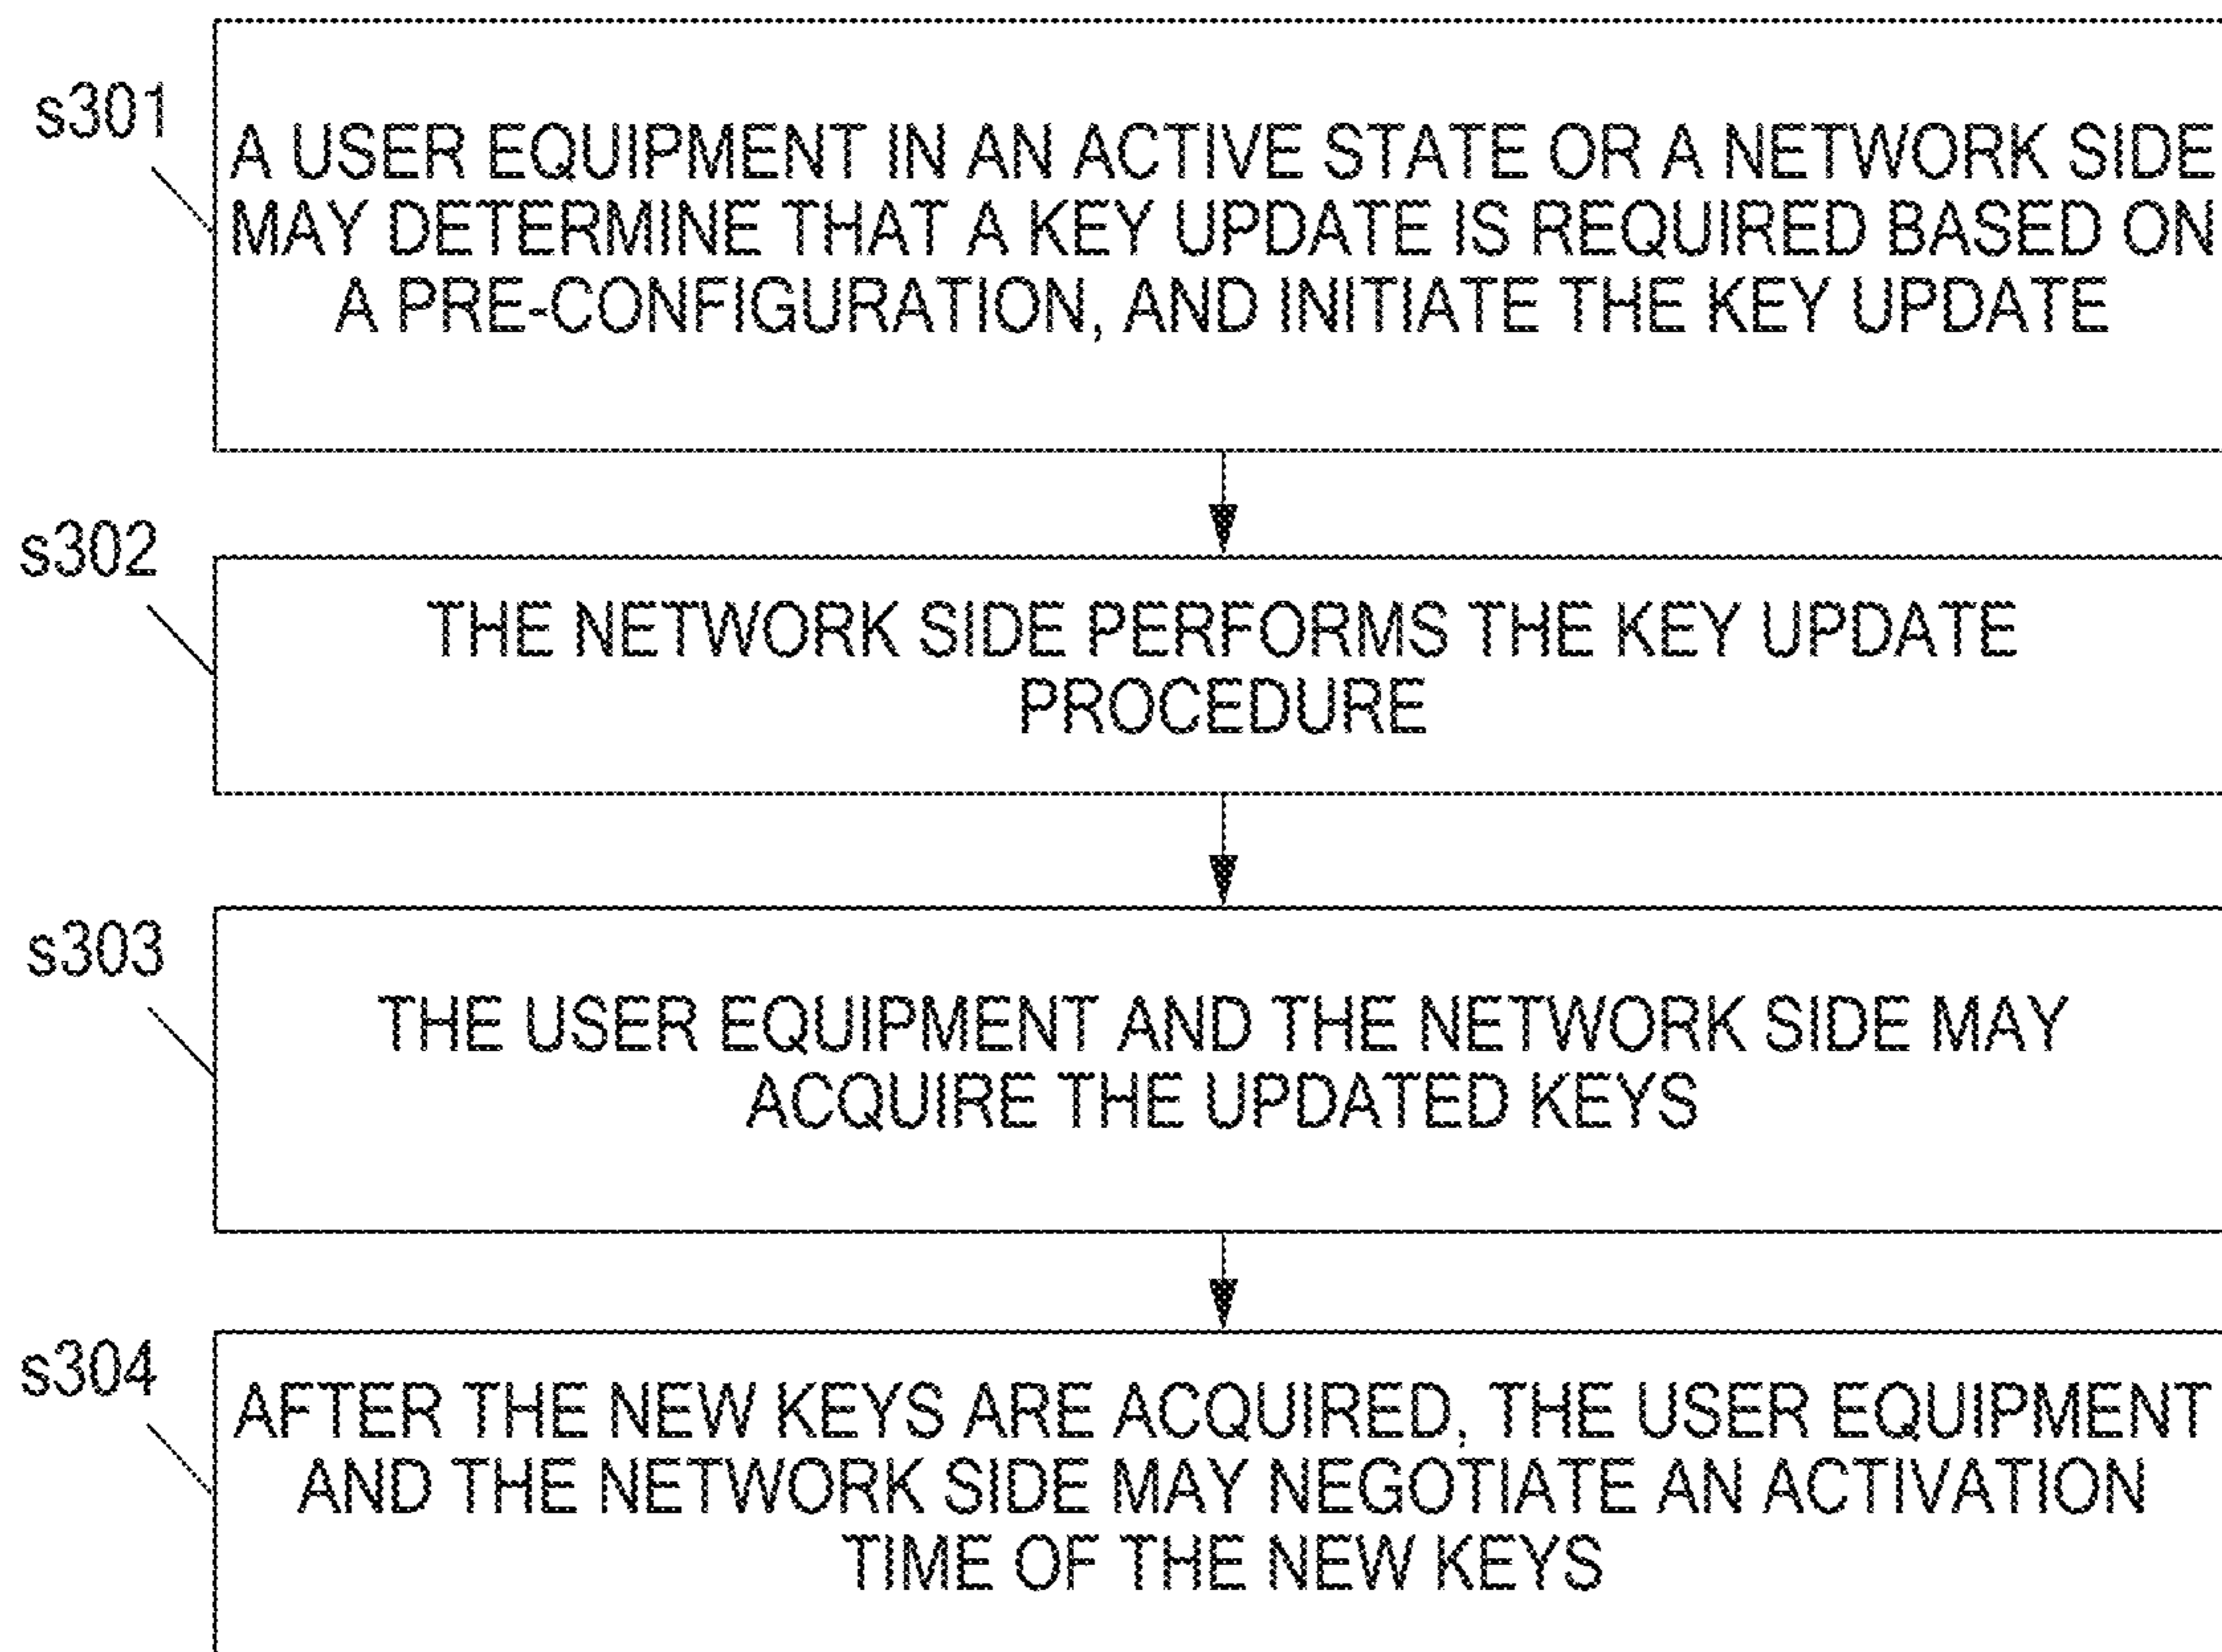 s301
A USER EQUIPMENT IN AN ACTIVE STATE OR A NETWORK SIDE
MAY DETERMINE THAT A KEY UPDATE IS REQUIRED BASED ON
A PRE-CONFIGURATION, AND INITIATE THE KEY UPDATE
s302
THE NETWORK SIDE PERFORMS THE KEY UPDATE
PROCEDURE
s303
THE USER EQUIPMENT AND THE NETWORK SIDE MAY
ACQUIRE THE UPDATED KEYS
s304
AFTER THE NEW KEYS ARE ACQUIRED, THE USER EQUIPMENT
AND THE NETWORK SIDE MAY NEGOTIATE AN ACTIVATION
TIME OF THE NEW KEYS